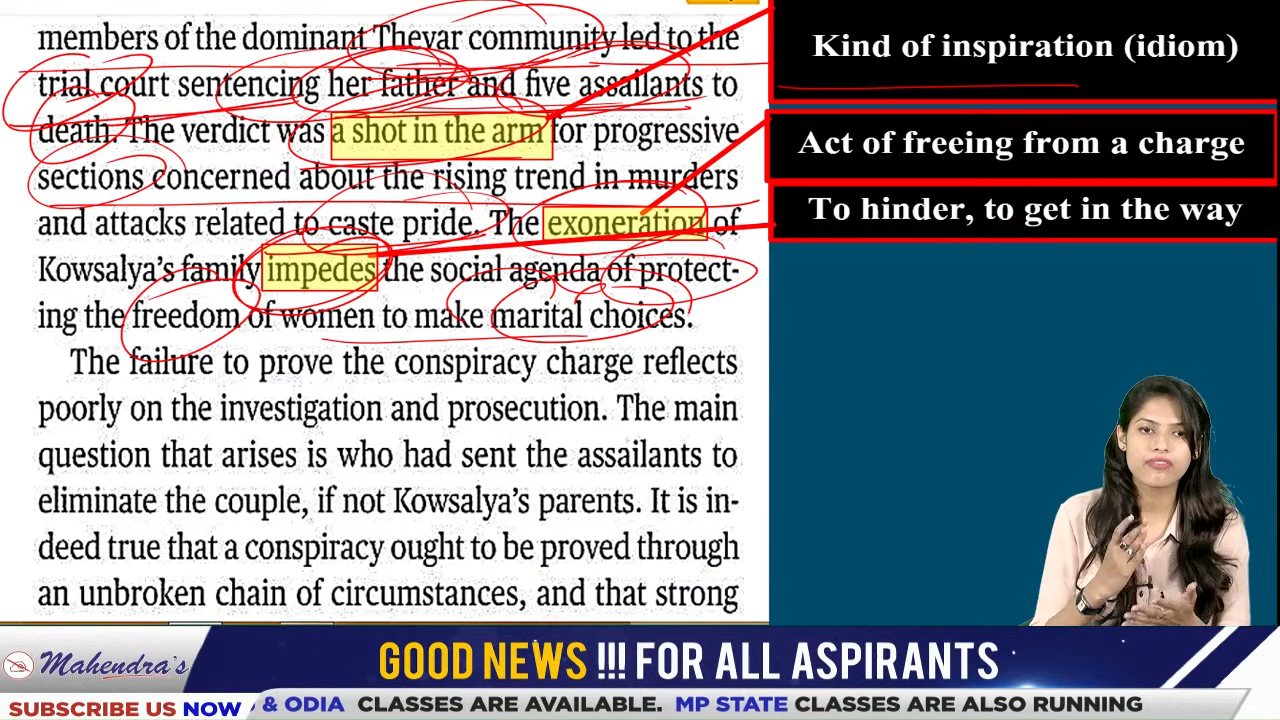 members of the dominant Thevar community led to the
trial court sentencing her father and five assailants to
death. The verdict was a shot in the arm for progressive
sections concerned about the rising trend in murders
and attacks related to caste pride. The exoneration of
Kowsalya’s family impedes the social agenda of protect-
ing the freedom of women to make marital choices.
The failure to prove the conspiracy charge reflects
poorly on the investigation and prosecution. The main
question that arises is who had sent the assailants to
eliminate the couple, if not Kowsalya’s parents. It is in-
deed true that a conspiracy ought to be proved through
an unbroken chain of circumstances, and that strong
Kind of inspiration (idiom)
Act of freeing from a charge
To hinder, to get in the way
Mahendra's
GOOD NEWS !!! FOR ALL ASPIRANTS
SUBSCRIBE US NOW
& ODIA CLASSES ARE AVAILABLE. MP STATE CLASSES ARE ALSO RUNNING